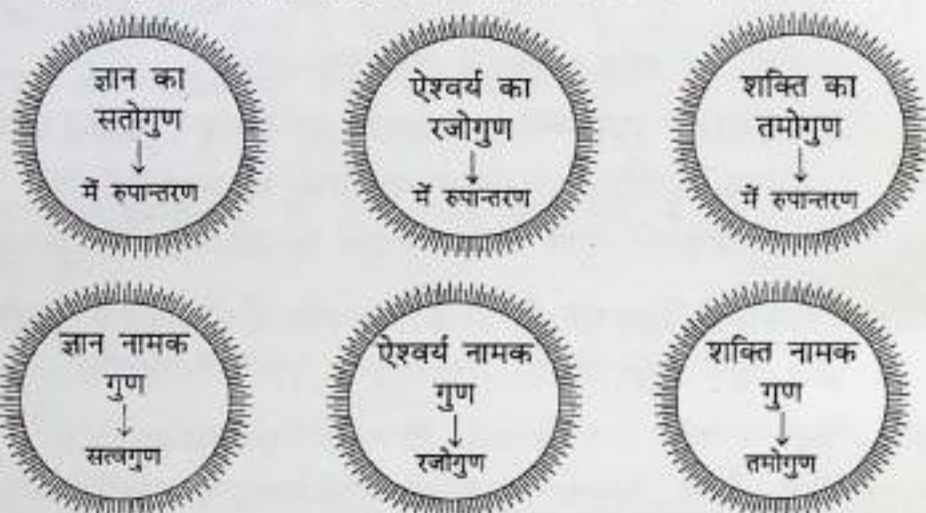 ज्ञान का
सतोगुण
↓
में रुपान्तरण
ऐश्वर्य का
रजोगुण
↓
में रुपान्तरण
शक्ति का
तमोगुण
↓
में रुपान्तरण
ज्ञान नामक
गुण
↓
सत्वगुण
ऐश्वर्य नामक
गुण
↓
रजोगुण
शक्ति नामक
गुण
↓
तमोगुण